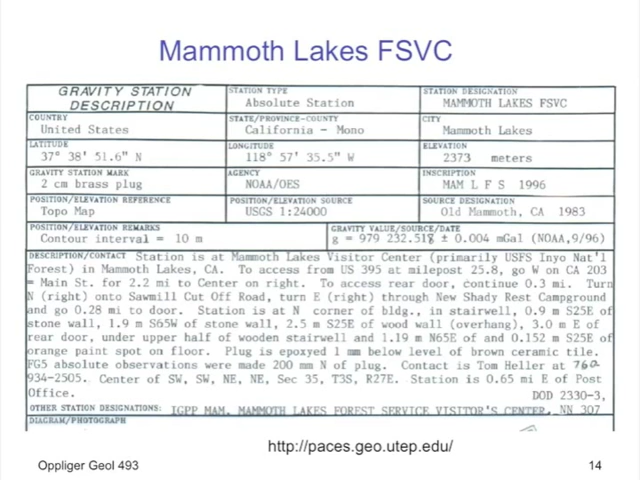 Mammoth Lakes FSVC
GRAVITY STATION DESCRIPTION
STATION TYPE
Absolute Station
STATION DESIGNATION
MAMMOTH LAKES FSVC
COUNTRY
United States
STATE/PROVINCE-COUNTY
California - Mono
CITY
Mammoth Lakes
LATITUDE
37° 38' 51.6" N
LONGITUDE
118° 57' 35.5" W
ELEVATION
2373 meters
GRAVITY STATION MARK
2 cm brass plug
AGENCY
NOAA/OES
INSCRIPTION
MAM L F S 1996
POSITION/ELEVATION REFERENCE
Topo Map
POSITION/ELEVATION SOURCE
USGS 1:24000
SOURCE DESIGNATION
Old Mammoth, CA 1983
POSITION/ELEVATION REMARKS
Contour interval = 10 m
GRAVITY VALUE/SOURCE/DATE
g = 979 232.518 ± 0.004 mGal (NOAA,9/96)
DESCRIPTION/CONTACT Station is at Mammoth Lakes Visitor Center (primarily USFS Inyo Nat'l
Forest) in Mammoth Lakes, CA. To access from US 395 at milepost 25.8, go W on CA 203
= Main St. for 2.2 mi to Center on right. To access rear door, continue 0.3 mi. Turn
N (right) onto Sawmill Cut Off Road, turn E (right) through New Shady Rest Campground
and go 0.28 mi to door. Station is at N corner of bldg., in stairwell, 0.9 m S25E of
stone wall, 1.9 m S65W of stone wall, 2.5 m S25E of wood wall (overhang), 3.0 m E of
rear door, under upper half of wooden stairwell and 1.19 m N65E of and 0.152 m S25E of
orange paint spot on floor. Plug is epoxyed 1 mm below level of brown ceramic tile.
FG5 absolute observations were made 200 mm N of plug. Contact is Tom Heller at 760
934-2505. Center of SW, SW, NE, NE, Sec 35, T3S, R27E. Station is 0.65 mi E of Post
Office. DOD 2330-3,
OTHER STATION DESIGNATIONS: IGPP MAM, MAMMOTH LAKES FOREST SERVICE VISITOR'S CENTER, NN 307
DIAGRAM/PHOTOGRAPH
http://paces.geo.utep.edu/
Oppliger Geol 493
14